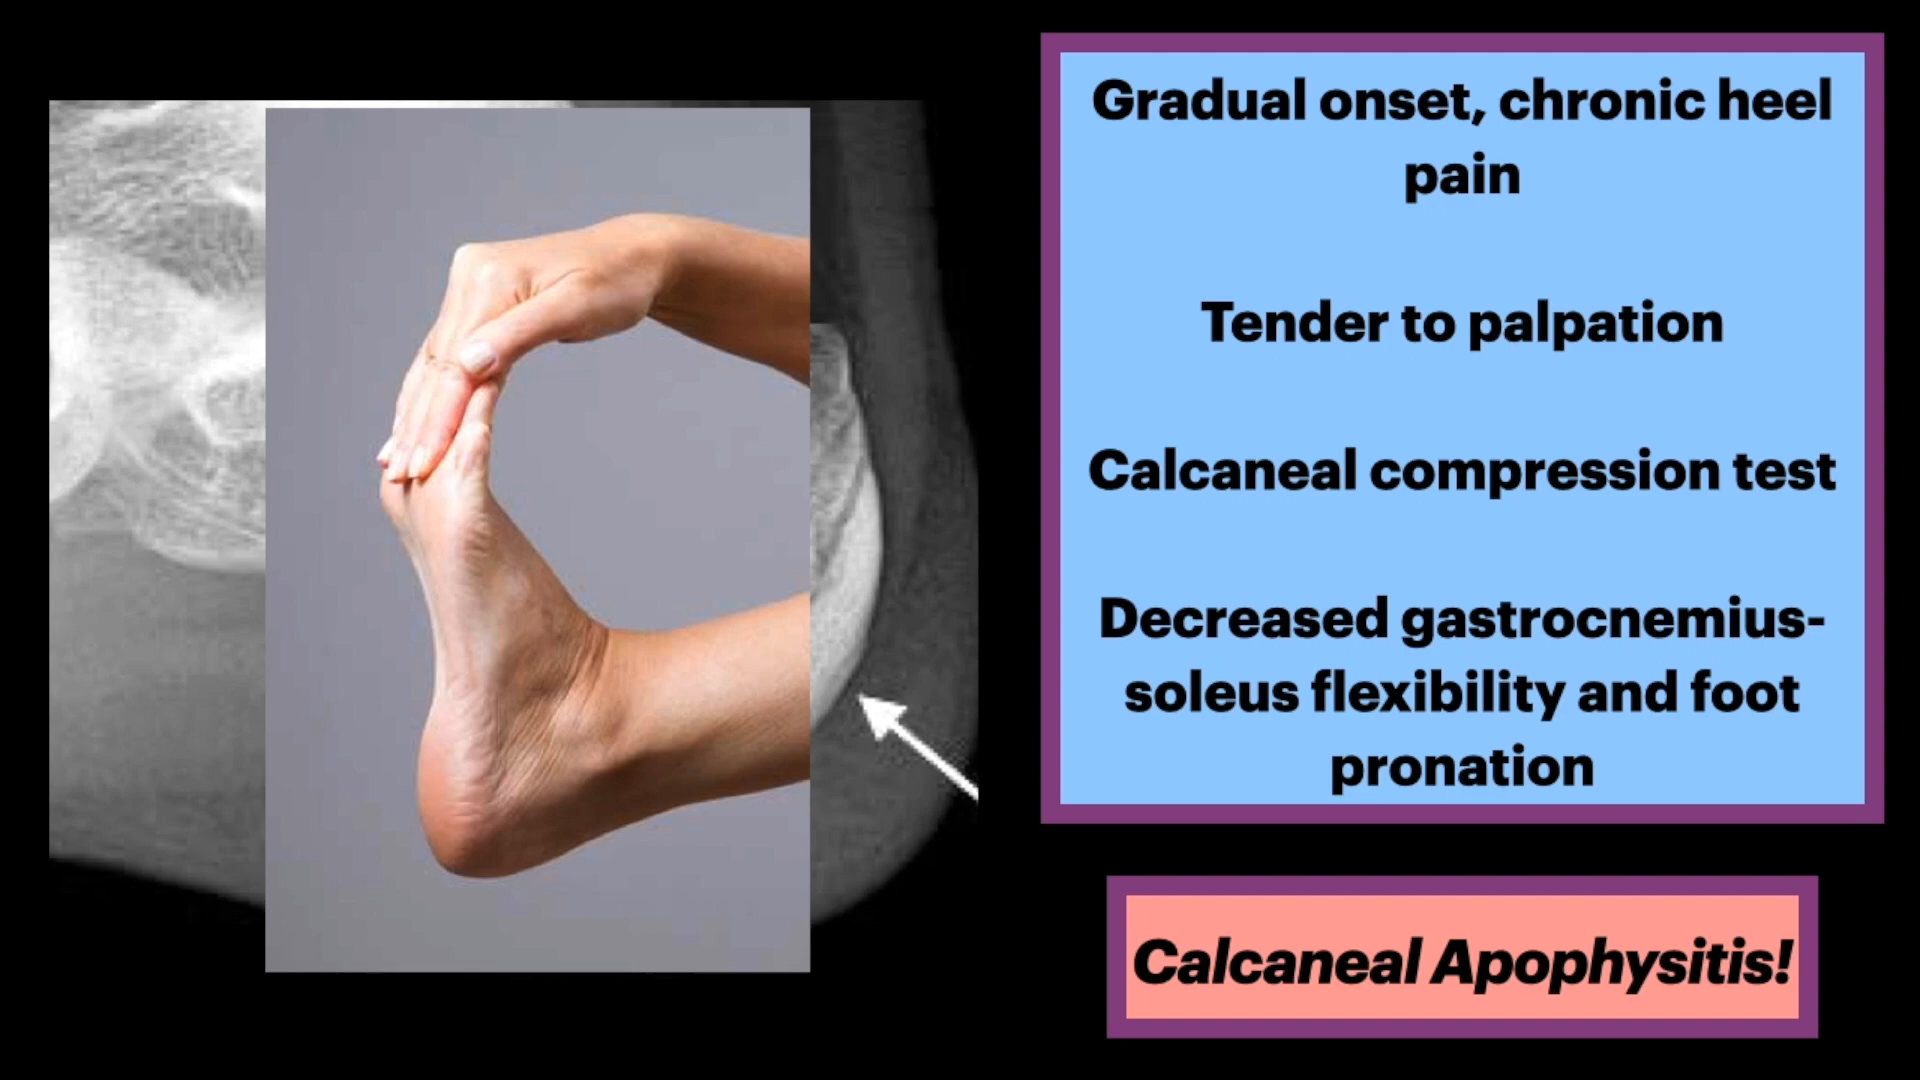 Gradual onset, chronic heel
pain
Tender to palpation
Calcaneal compression test
Decreased gastrocnemius-
soleus flexibility and foot
pronation
Calcaneal Apophysitis!